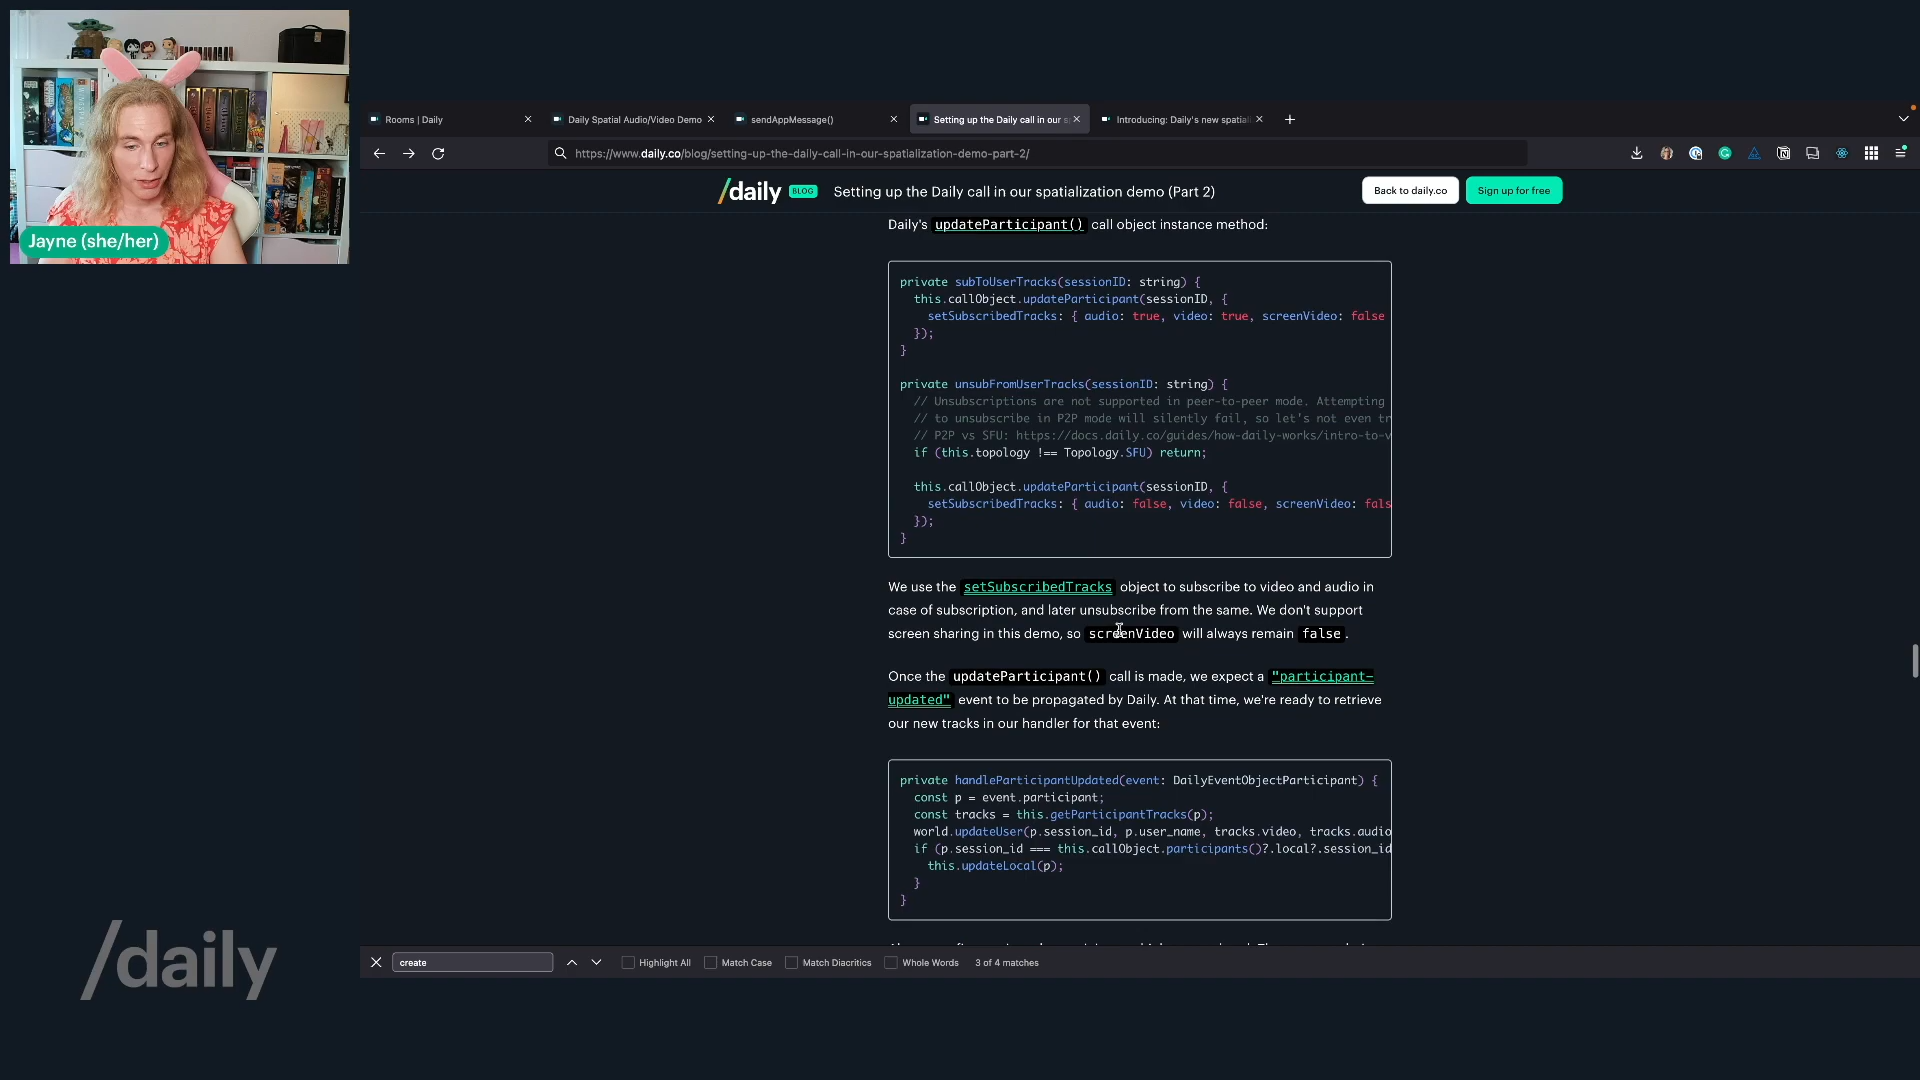 Jayne (she/her)
Rooms | Daily
Daily Spatial Audio/Video Demo
sendAppMessage()
Setting up the Daily call in our s
Introducing: Daily's new spatial
https://www.daily.co/blog/setting-up-the-daily-call-in-our-spatialization-demo-part-2/
/daily BLOG Setting up the Daily call in our spatialization demo (Part 2) Back to daily.co Sign up for free
Daily's updateParticipant() call object instance method:
private subToUserTracks(sessionID: string) {
this.callObject.updateParticipant(sessionID, {
setSubscribedTracks: { audio: true, video: true, screenVideo: false
});
}
private unsubFromUserTracks(sessionID: string) {
// Unsubscriptions are not supported in peer-to-peer mode. Attempting
// to unsubscribe in P2P mode will silently fail, so let's not even tr
// P2P vs SFU: https://docs.daily.co/guides/how-daily-works/intro-to-v
if (this.topology !== Topology.SFU) return;
this.callObject.updateParticipant(sessionID, {
setSubscribedTracks: { audio: false, video: false, screenVideo: fals
});
}
We use the setSubscribedTracks object to subscribe to video and audio in
case of subscription, and later unsubscribe from the same. We don't support
screen sharing in this demo, so screenVideo will always remain false.
Once the updateParticipant() call is made, we expect a "participant-
updated" event to be propagated by Daily. At that time, we're ready to retrieve
our new tracks in our handler for that event:
private handleParticipantUpdated(event: DailyEventObjectParticipant) {
const p = event.participant;
const tracks = this.getParticipantTracks(p);
world.updateUser(p.session_id, p.user_name, tracks.video, tracks.audio
if (p.session_id === this.callObject.participants()?.local?.session_id
this.updateLocal(p);
}
}
create Highlight All Match Case Match Diacritics Whole Words 3 of 4 matches
/daily